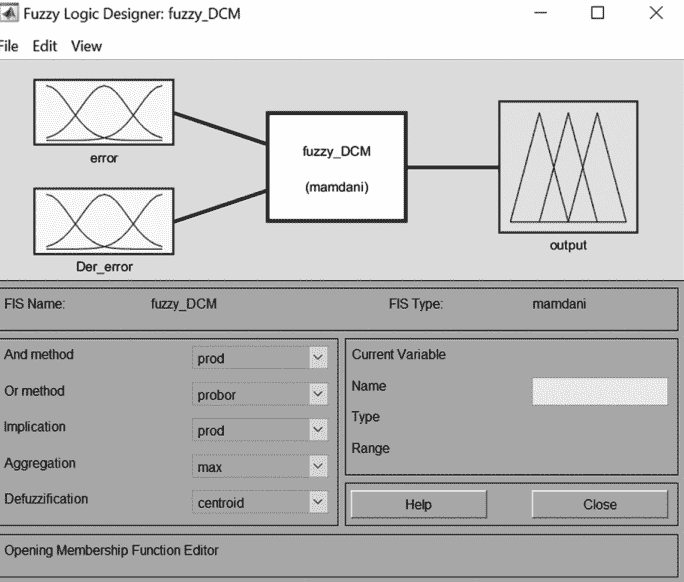 Fuzzy Logic Designer: fuzzy_DCM
File Edit View
error
fuzzy_DCM
(mamdani)
Der_error
output
FIS Name: fuzzy_DCM FIS Type: mamdani
And method prod
Or method probor
Implication prod
Aggregation max
Defuzzification centroid
Current Variable
Name
Type
Range
Help Close
Opening Membership Function Editor